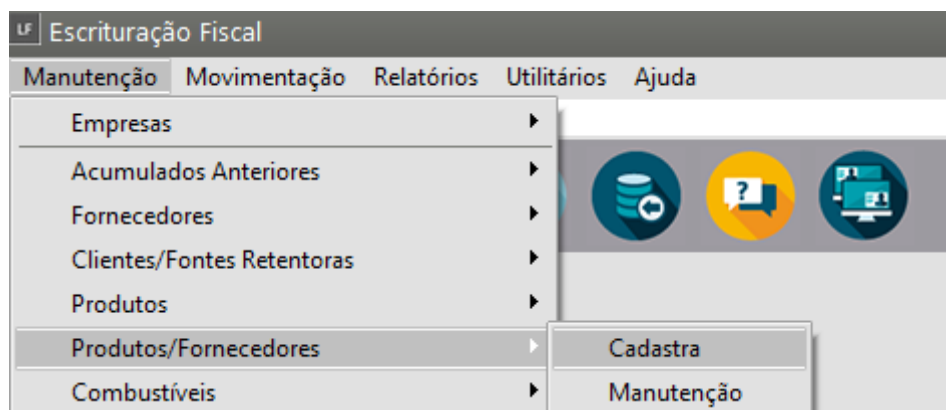 LF Escrituração Fiscal
Manutenção Movimentação Relatórios Utilitários Ajuda
Empresas
Acumulados Anteriores
Fornecedores
Clientes/Fontes Retentoras
?
Produtos
Produtos/Fornecedores
Cadastra
Combustíveis
Manutenção